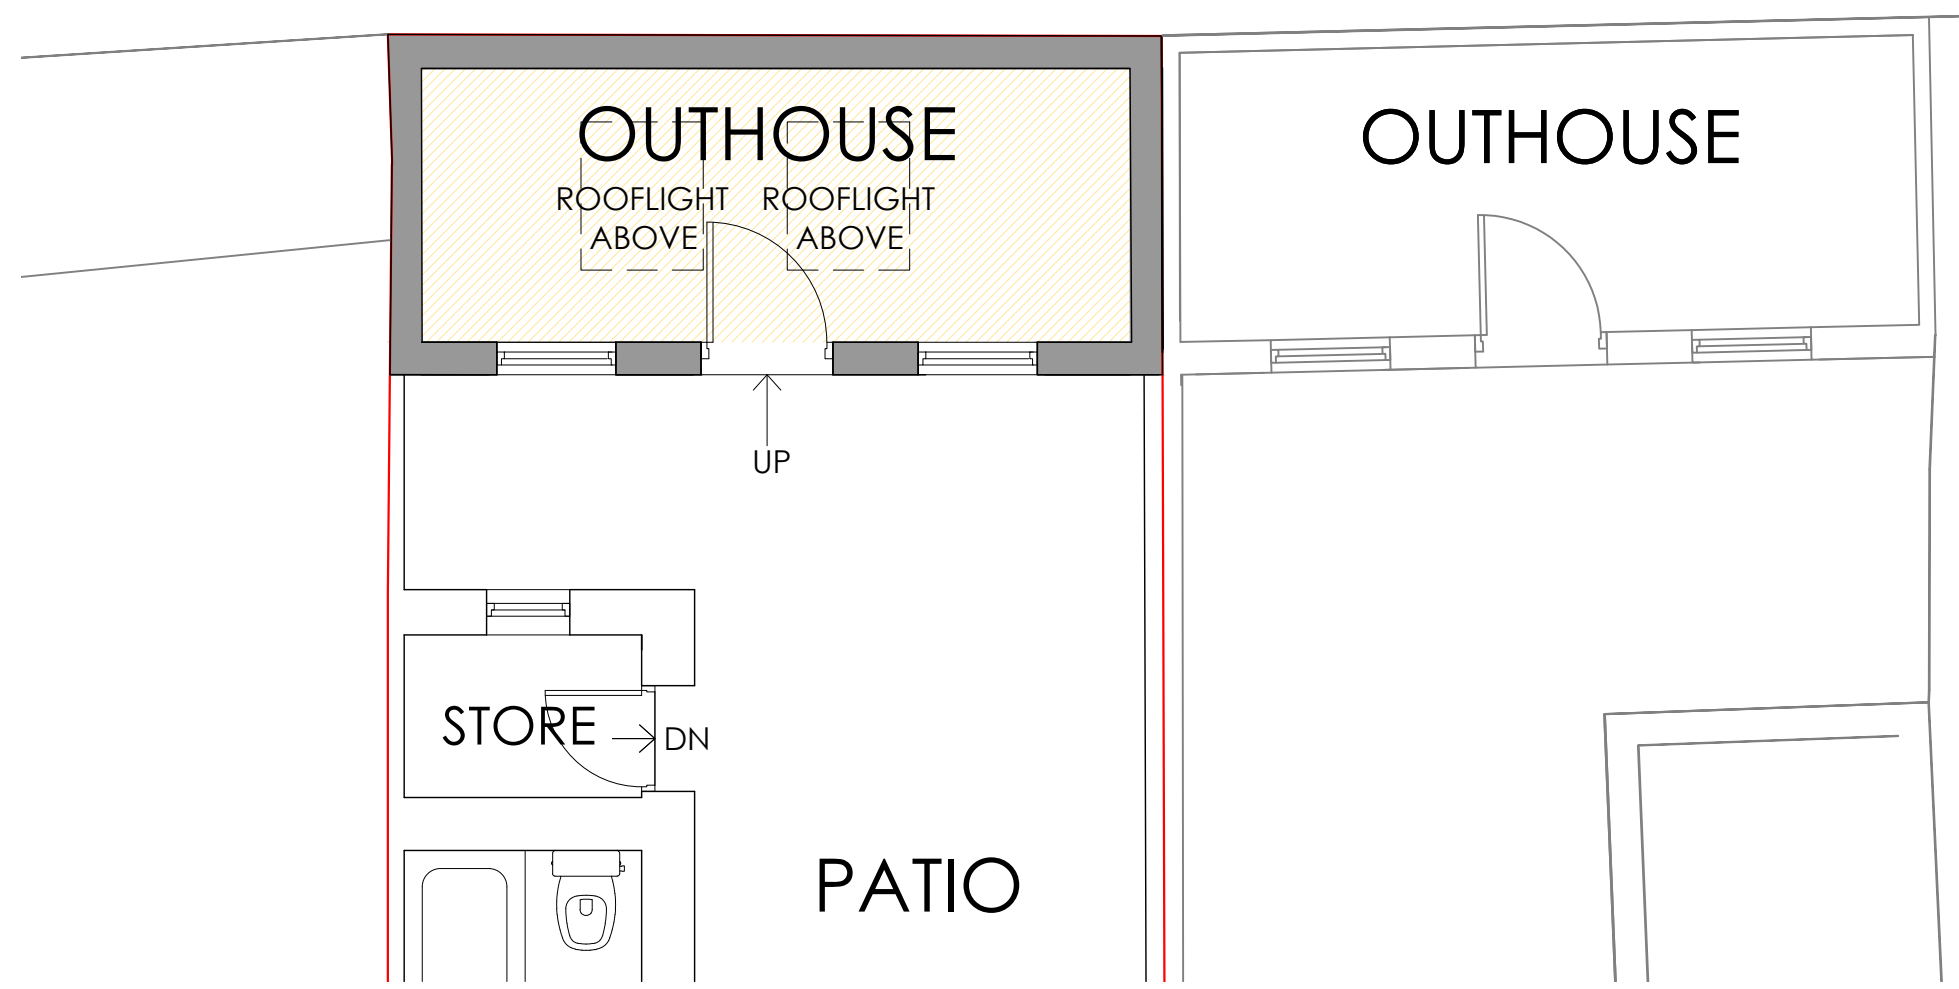 OUTHOUSE
ROOFLIGHT
ABOVE
ROOFLIGHT
ABOVE
UP
STORE
DN
PATIO
OUTHOUSE